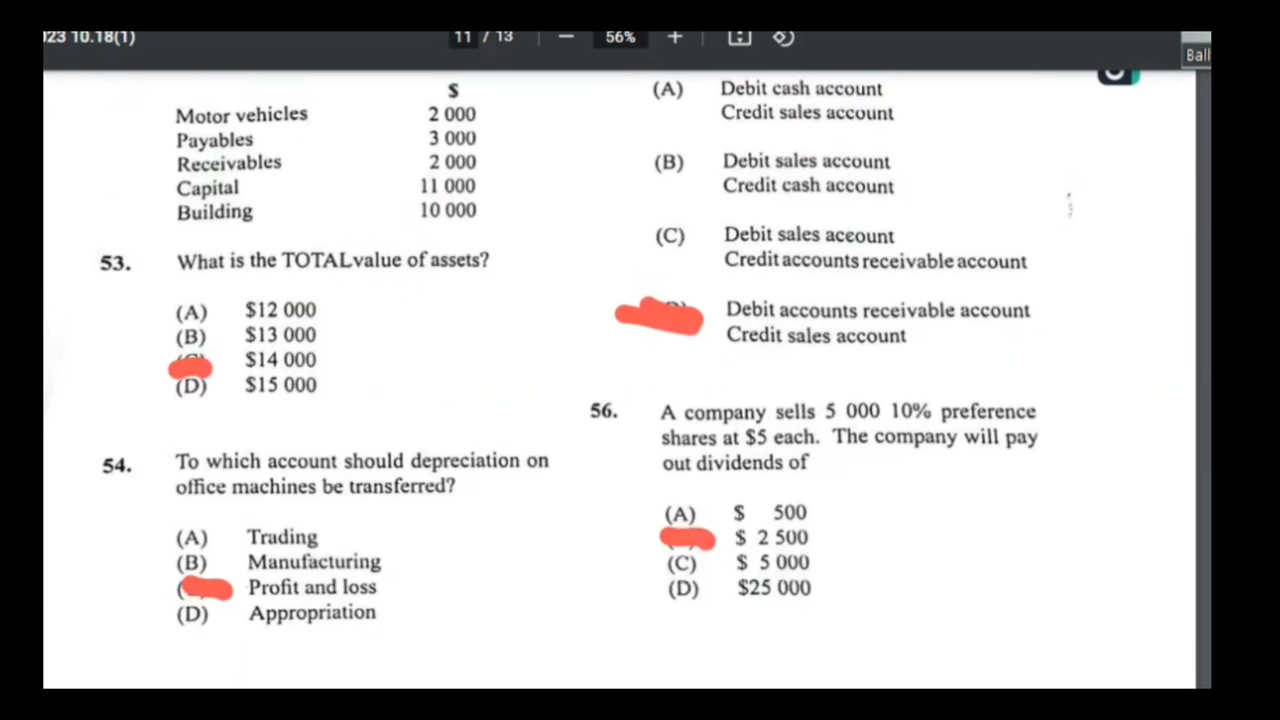 023 10.18(1)
11 / 13
56%
Ball
$
Motor vehicles 2 000
Payables 3 000
Receivables 2 000
Capital 11 000
Building 10 000
53. What is the TOTALvalue of assets?
(A) $12 000
(B) $13 000
$14 000
(D) $15 000
54. To which account should depreciation on
office machines be transferred?
(A) Trading
(B) Manufacturing
Profit and loss
(D) Appropriation
(A) Debit cash account
Credit sales account
(B) Debit sales account
Credit cash account
(C) Debit sales account
Credit accounts receivable account
Debit accounts receivable account
Credit sales account
56. A company sells 5 000 10% preference
shares at $5 each. The company will pay
out dividends of
(A) $ 500
$ 2 500
(C) $ 5 000
(D) $25 000